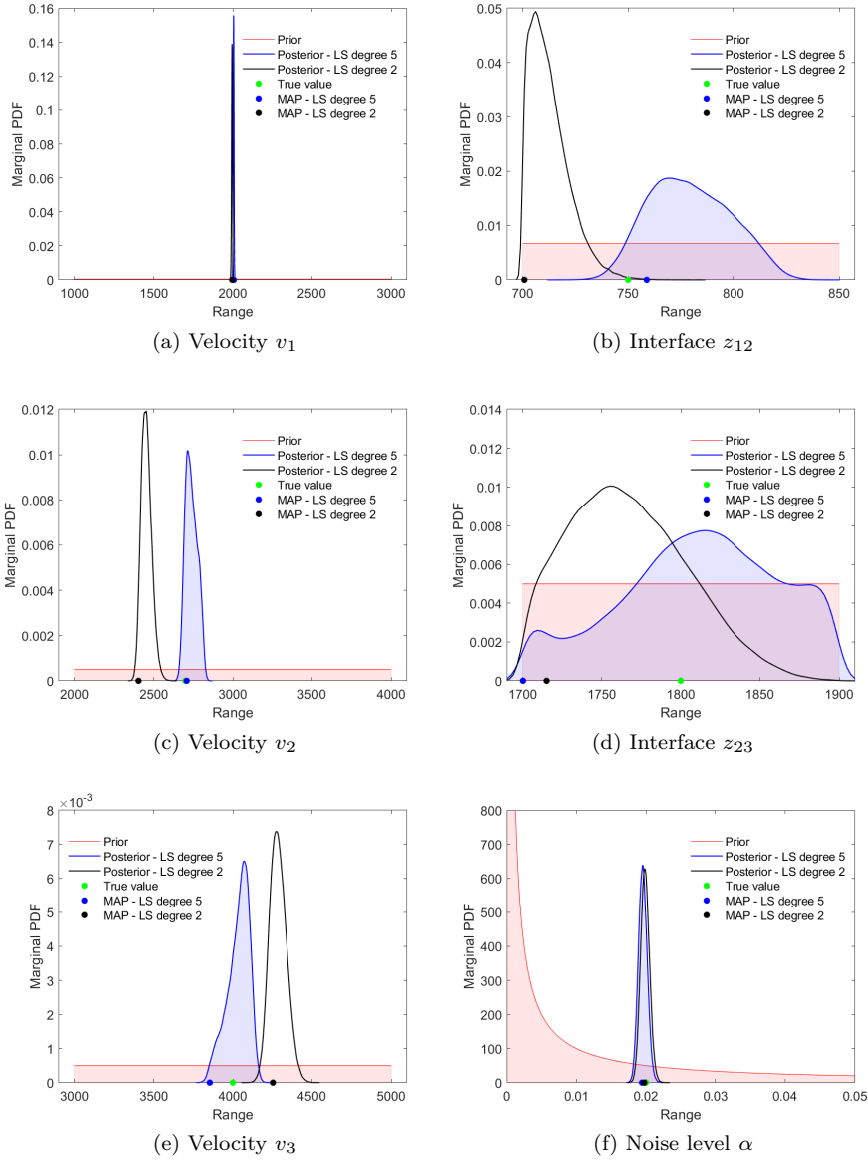 0.16
0.14
0.12
0.1
0.08
0.06
0.04
0.02
0
Marginal PDF
1000 1500 2000 2500 3000
Range
Prior
Posterior - LS degree 5
Posterior - LS degree 2
True value
MAP - LS degree 5
MAP - LS degree 2
(a) Velocity v₁
0.05
0.04
0.03
0.02
0.01
0
Marginal PDF
700 750 800 850
Range
Prior
Posterior - LS degree 5
Posterior - LS degree 2
True value
MAP - LS degree 5
MAP - LS degree 2
(b) Interface z₁₂
0.012
0.01
0.008
0.006
0.004
0.002
0
Marginal PDF
2000 2500 3000 3500 4000
Range
Prior
Posterior - LS degree 5
Posterior - LS degree 2
True value
MAP - LS degree 5
MAP - LS degree 2
(c) Velocity v₂
0.014
0.012
0.01
0.008
0.006
0.004
0.002
0
Marginal PDF
1700 1750 1800 1850 1900
Range
Prior
Posterior - LS degree 5
Posterior - LS degree 2
True value
MAP - LS degree 5
MAP - LS degree 2
(d) Interface z₂₃
×10⁻³
8
7
6
5
4
3
2
1
0
Marginal PDF
3000 3500 4000 4500 5000
Range
Prior
Posterior - LS degree 5
Posterior - LS degree 2
True value
MAP - LS degree 5
MAP - LS degree 2
(e) Velocity v₃
800
700
600
500
400
300
200
100
0
Marginal PDF
0 0.01 0.02 0.03 0.04 0.05
Range
Prior
Posterior - LS degree 5
Posterior - LS degree 2
True value
MAP - LS degree 5
MAP - LS degree 2
(f) Noise level α